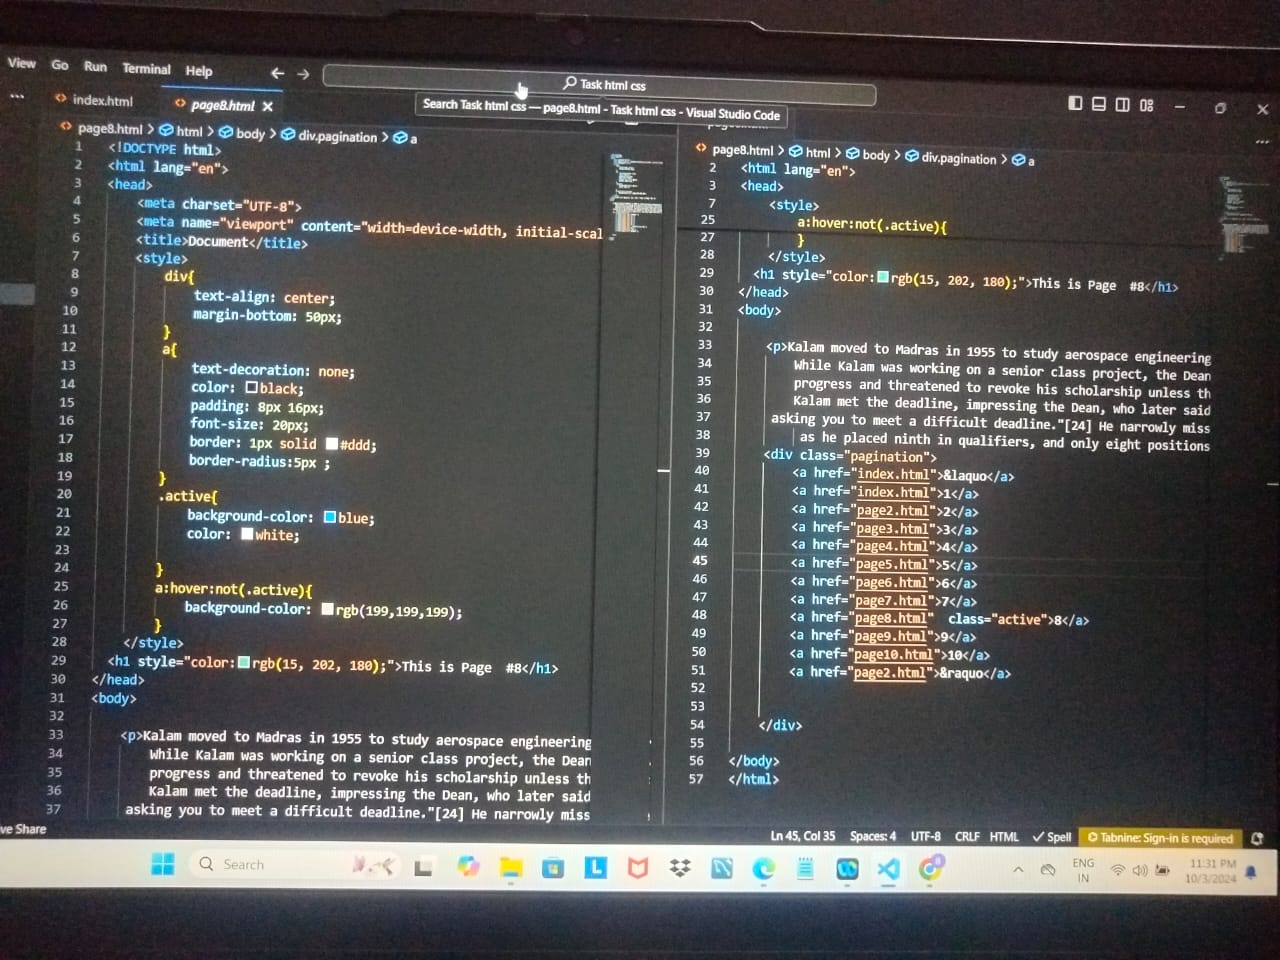 View Go Run Terminal Help
Task html css
Search Task html css — page8.html - Task html css - Visual Studio Code
index.html
page8.html
page8.html > html > body > div.pagination > a
1 <!DOCTYPE html>
2 <html lang="en">
3 <head>
4 <meta charset="UTF-8">
5 <meta name="viewport" content="width=device-width, initial-scal
6 <title>Document</title>
7 <style>
8 div{
9 text-align: center;
10 margin-bottom: 50px;
11 }
12 a{
13 text-decoration: none;
14 color: black;
15 padding: 8px 16px;
16 font-size: 20px;
17 border: 1px solid #ddd;
18 border-radius:5px ;
19 }
20 .active{
21 background-color: blue;
22 color: white;
23
24 }
25 a:hover:not(.active){
26 background-color: rgb(199,199,199);
27 }
28 </style>
29 <h1 style="color: rgb(15, 202, 180);">This is Page #8</h1>
30 </head>
31 <body>
32
33 <p>Kalam moved to Madras in 1955 to study aerospace engineering
34 While Kalam was working on a senior class project, the Dean
35 progress and threatened to revoke his scholarship unless th
36 Kalam met the deadline, impressing the Dean, who later said
37 asking you to meet a difficult deadline."[24] He narrowly miss
page8.html > html > body > div.pagination > a
2 <html lang="en">
3 <head>
7 <style>
25 a:hover:not(.active){
27 }
28 </style>
29 <h1 style="color: rgb(15, 202, 180);">This is Page #8</h1>
30 </head>
31 <body>
32
33 <p>Kalam moved to Madras in 1955 to study aerospace engineering
34 While Kalam was working on a senior class project, the Dean
35 progress and threatened to revoke his scholarship unless th
36 Kalam met the deadline, impressing the Dean, who later said
37 asking you to meet a difficult deadline."[24] He narrowly miss
38 as he placed ninth in qualifiers, and only eight positions
39 <div class="pagination">
40 <a href="index.html">&laquo</a>
41 <a href="index.html">1</a>
42 <a href="page2.html">2</a>
43 <a href="page3.html">3</a>
44 <a href="page4.html">4</a>
45 <a href="page5.html">5</a>
46 <a href="page6.html">6</a>
47 <a href="page7.html">7</a>
48 <a href="page8.html" class="active">8</a>
49 <a href="page9.html">9</a>
50 <a href="page10.html">10</a>
51 <a href="page2.html">&raquo</a>
52
53
54 </div>
55
56 </body>
57 </html>
ve Share
Ln 45, Col 35 Spaces: 4 UTF-8 CRLF HTML Spell Tabnine: Sign-in is required
Search
ENG
IN
11:31 PM
10/3/2024